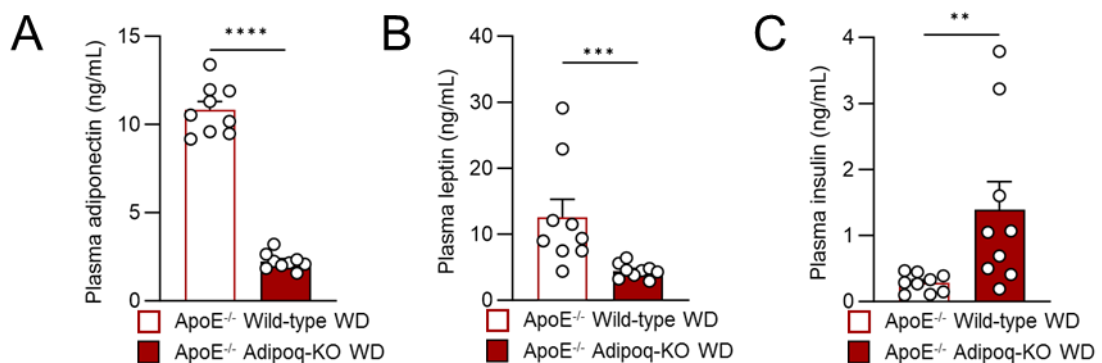 A
Plasma adiponectin (ng/mL)
15
10
5
0
****
ApoE⁻/⁻ Wild-type WD
ApoE⁻/⁻ Adipoq-KO WD
B
Plasma leptin (ng/mL)
40
30
20
10
0
***
ApoE⁻/⁻ Wild-type WD
ApoE⁻/⁻ Adipoq-KO WD
C
Plasma insulin (ng/mL)
4
3
2
1
0
**
ApoE⁻/⁻ Wild-type WD
ApoE⁻/⁻ Adipoq-KO WD